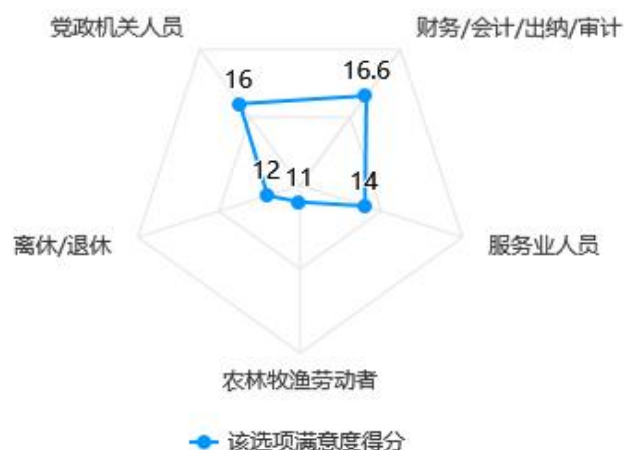 党政机关人员
财务/会计/出纳/审计
16
16.6
12
11
14
离休/退休
服务业人员
农林牧渔劳动者
该选项满意度得分